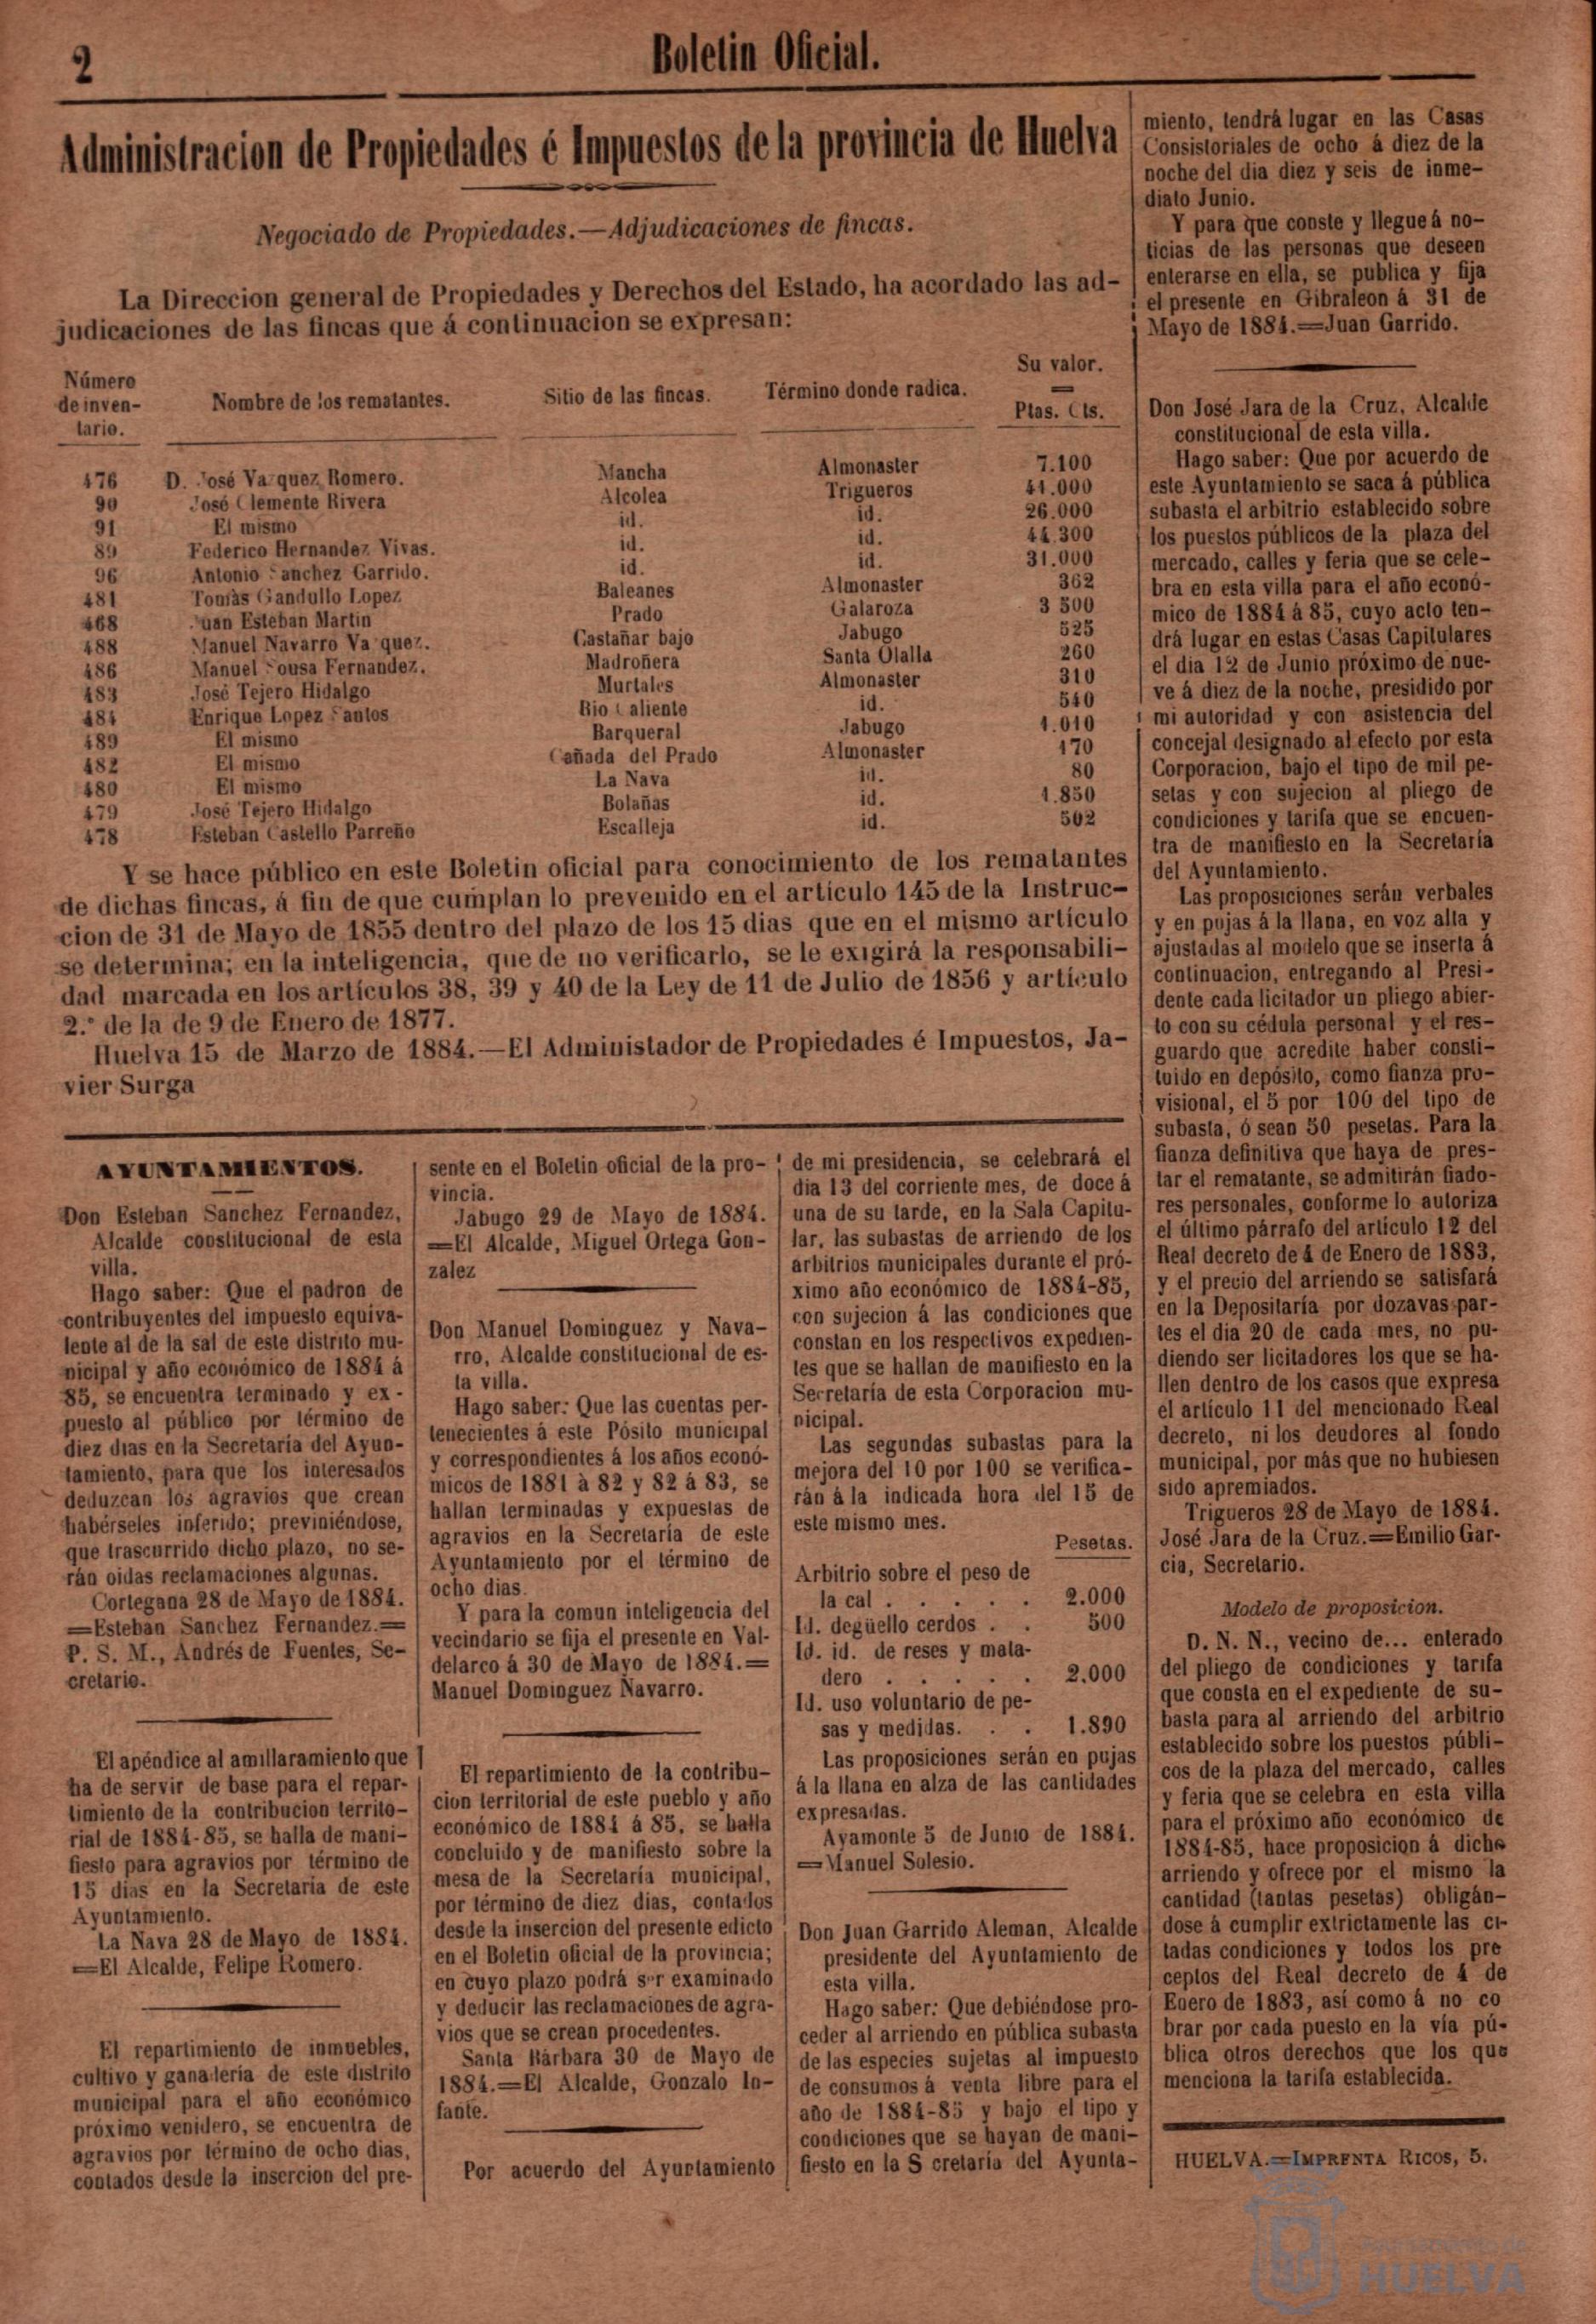 2
Boletin Oficial.
Administracion de Propiedades é Impuestos de la provincia de Huelva
Negociado de Propiedades.—Adjudicaciones de fincas.
La Direccion general de Propiedades y Derechos del Estado, ha acordado las ad-
judicaciones de las fincas que á continuacion se expresan:
Número de inven- tario. Nombre de los rematantes. Sitio de las fincas. Término donde radica. Su valor. = Ptas. Cts.
476 D. José Vazquez Romero. Mancha Almonaster 7.100
90 José Clemente Rivera Alcolea Trigueros 41.000
91 El mismo id. id. 26.000
89 Federico Hernandez Vivas. id. id. 44.300
96 Antonio Sanchez Garrido. id. id. 31.000
481 Tomás Gandullo Lopez Baleanes Almonaster 362
468 Juan Esteban Martin Prado Galaroza 3 500
488 Manuel Navarro Vazquez. Castañar bajo Jabugo 525
486 Manuel Sousa Fernandez. Madroñera Santa Olalla 260
483 José Tejero Hidalgo Murtales Almonaster 310
484 Enrique Lopez Santos Rio Caliente id. 540
489 El mismo Barqueral Jabugo 1.010
482 El mismo Cañada del Prado Almonaster 170
480 El mismo La Nava id. 80
479 José Tejero Hidalgo Bolañas id. 1.850
478 Esteban Castello Parreño Escalleja id. 502
Y se hace público en este Boletin oficial para conocimiento de los rematantes
de dichas fincas, á fin de que cumplan lo prevenido en el artículo 145 de la Instruc-
cion de 31 de Mayo de 1855 dentro del plazo de los 15 dias que en el mismo artículo
se determina; en la inteligencia, que de no verificarlo, se le exigirá la responsabili-
dad marcada en los artículos 38, 39 y 40 de la Ley de 11 de Julio de 1856 y artículo
2.° de la de 9 de Enero de 1877.
Huelva 15 de Marzo de 1884.—El Administador de Propiedades é Impuestos, Ja-
vier Surga
AYUNTAMIENTOS.
Don Esteban Sanchez Fernandez,
Alcalde constitucional de esta
villa.
Hago saber: Que el padron de
contribuyentes del impuesto equiva-
lente al de la sal de este distrito mu-
nicipal y año económico de 1884 á
85, se encuentra terminado y ex-
puesto al público por término de
diez dias en la Secretaría del Ayun-
tamiento, para que los interesados
deduzcan los agravios que crean
habérseles inferido; previniéndose,
que trascurrido dicho plazo, no se-
rán oidas reclamaciones algunas.
Cortegana 28 de Mayo de 1884.
=Esteban Sanchez Fernandez.=
P. S. M., Andrés de Fuentes, Se-
cretario.
El apéndice al amillaramiento que
ha de servir de base para el repar-
timiento de la contribucion territo-
rial de 1884-85, se halla de mani-
fiesto para agravios por término de
15 dias en la Secretaría de este
Ayuntamiento.
La Nava 28 de Mayo de 1884.
=El Alcalde, Felipe Romero.
El repartimiento de inmuebles,
cultivo y ganadería de este distrito
municipal para el año económico
próximo venidero, se encuentra de
agravios por término de ocho dias,
contados desde la insercion del pre-
sente en el Boletin oficial de la pro-
vincia.
Jabugo 29 de Mayo de 1884.
=El Alcalde, Miguel Ortega Gon-
zalez
Don Manuel Dominguez y Nava-
rro, Alcalde constitucional de es-
ta villa.
Hago saber: Que las cuentas per-
tenecientes á este Pósito municipal
y correspondientes á los años econó-
micos de 1881 à 82 y 82 á 83, se
hallan terminadas y expuestas de
agravios en la Secretaría de este
Ayuntamiento por el término de
ocho dias.
Y para la comun inteligencia del
vecindario se fija el presente en Val-
delarco á 30 de Mayo de 1884.=
Manuel Dominguez Navarro.
El repartimiento de la contribu-
cion territorial de este pueblo y año
económico de 1884 á 85, se halla
concluido y de manifiesto sobre la
mesa de la Secretaría municipal,
por término de diez dias, contados
desde la insercion del presente edicto
en el Boletin oficial de la provincia;
en cuyo plazo podrá ser examinado
y deducir las reclamaciones de agra-
vios que se crean procedentes.
Santa Bárbara 30 de Mayo de
1884.=El Alcalde, Gonzalo In-
fante.
Por acuerdo del Ayuntamiento
de mi presidencia, se celebrará el
dia 13 del corriente mes, de doce á
una de su tarde, en la Sala Capitu-
lar, las subastas de arriendo de los
arbitrios municipales durante el pró-
ximo año económico de 1884-85,
con sujecion á las condiciones que
constan en los respectivos expedien-
tes que se hallan de manifiesto en la
Secretaría de esta Corporacion mu-
nicipal.
Las segundas subastas para la
mejora del 10 por 100 se verifica-
rán á la indicada hora del 15 de
este mismo mes.
Pesetas.
Arbitrio sobre el peso de
la cal . . . . . 2.000
Id. degüello cerdos . . 500
Id. id. de reses y mata-
dero . . . . . 2.000
Id. uso voluntario de pe-
sas y medidas. . . 1.890
Las proposiciones serán en pujas
á la llana en alza de las cantidades
expresadas.
Ayamonte 5 de Junio de 1884.
=Manuel Solesio.
Don Juan Garrido Aleman, Alcalde
presidente del Ayuntamiento de
esta villa.
Hago saber: Que debiéndose pro-
ceder al arriendo en pública subasta
de las especies sujetas al impuesto
de consumos á venta libre para el
año de 1884-85 y bajo el tipo y
condiciones que se hayan de mani-
fiesto en la S cretaría del Ayunta-
miento, tendrá lugar en las Casas
Consistoriales de ocho á diez de la
noche del dia diez y seis de inme-
diato Junio.
Y para que conste y llegue á no-
ticias de las personas que deseen
enterarse en ella, se publica y fija
el presente en Gibraleon á 31 de
Mayo de 1884.=Juan Garrido.
Don José Jara de la Cruz, Alcalde
constitucional de esta villa.
Hago saber: Que por acuerdo de
este Ayuntamiento se saca á pública
subasta el arbitrio establecido sobre
los puestos públicos de la plaza del
mercado, calles y feria que se cele-
bra en esta villa para el año econó-
mico de 1884 á 85, cuyo acto ten-
drá lugar en estas Casas Capitulares
el dia 12 de Junio próximo de nue-
ve á diez de la noche, presidido por
mi autoridad y con asistencia del
concejal designado al efecto por esta
Corporacion, bajo el tipo de mil pe-
setas y con sujecion al pliego de
condiciones y tarifa que se encuen-
tra de manifiesto en la Secretaría
del Ayuntamiento.
Las proposiciones serán verbales
y en pujas á la llana, en voz alta y
ajustadas al modelo que se inserta á
continuacion, entregando al Presi-
dente cada licitador un pliego abier-
to con su cédula personal y el res-
guardo que acredite haber consti-
tuido en depósito, como fianza pro-
visional, el 5 por 100 del tipo de
subasta, ó sean 50 pesetas. Para la
fianza definitiva que haya de pres-
tar el rematante, se admitirán fiado-
res personales, conforme lo autoriza
el último párrafo del artículo 12 del
Real decreto de 4 de Enero de 1883,
y el precio del arriendo se satisfará
en la Depositaría por dozavas par-
tes el dia 20 de cada mes, no pu-
diendo ser licitadores los que se ha-
llen dentro de los casos que expresa
el artículo 11 del mencionado Real
decreto, ni los deudores al fondo
municipal, por más que no hubiesen
sido apremiados.
Trigueros 28 de Mayo de 1884.
José Jara de la Cruz.=Emilio Gar-
cia, Secretario.
Modelo de proposicion.
D. N. N., vecino de... enterado
del pliego de condiciones y tarifa
que consta en el expediente de su-
basta para al arriendo del arbitrio
establecido sobre los puestos públi-
cos de la plaza del mercado, calles
y feria que se celebra en esta villa
para el próximo año económico de
1884-85, hace proposicion á dicho
arriendo y ofrece por el mismo la
cantidad (tantas pesetas) obligán-
dose á cumplir extrictamente las ci-
tadas condiciones y todos los pre
ceptos del Real decreto de 4 de
Enero de 1883, así como á no co
brar por cada puesto en la vía pú-
blica otros derechos que los que
menciona la tarifa establecida.
HUELVA.=IMPRENTA RICOS, 5.
HUELVA